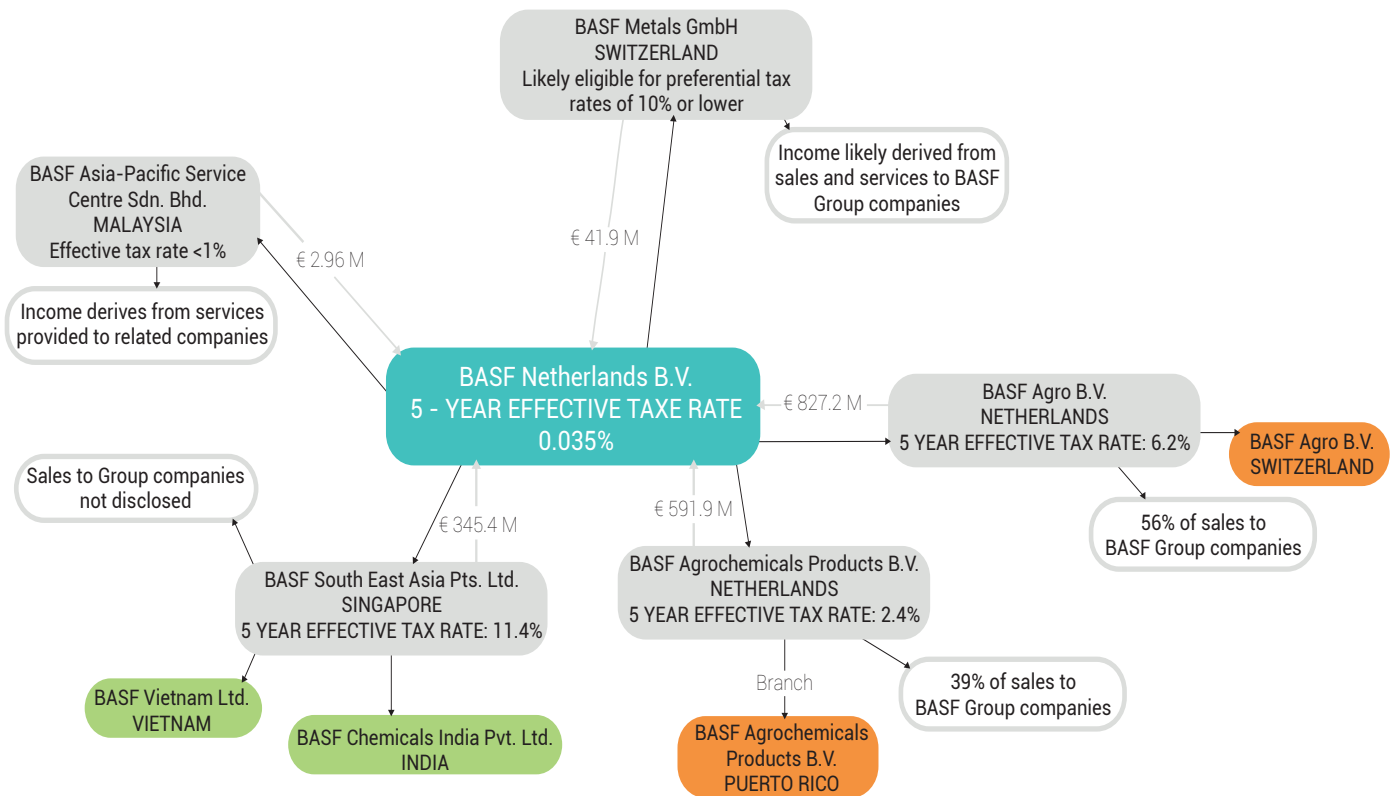 BASF Metals GmbH
SWITZERLAND
Likely eligible for preferential tax
rates of 10% or lower
Income likely derived from
sales and services to BASF
Group companies
BASF Asia-Pacific Service
Centre Sdn. Bhd.
MALAYSIA
Effective tax rate <1%
€ 41.9 M
€ 2.96 M
Income derives from services
provided to related companies
BASF Netherlands B.V.
5 - YEAR EFFECTIVE TAXE RATE
0.035%
€ 827.2 M
BASF Agro B.V.
NETHERLANDS
5 YEAR EFFECTIVE TAX RATE: 6.2%
BASF Agro B.V.
SWITZERLAND
56% of sales to
BASF Group companies
Sales to Group companies
not disclosed
€ 345.4 M
€ 591.9 M
BASF South East Asia Pts. Ltd.
SINGAPORE
5 YEAR EFFECTIVE TAX RATE: 11.4%
BASF Agrochemicals Products B.V.
NETHERLANDS
5 YEAR EFFECTIVE TAX RATE: 2.4%
BASF Vietnam Ltd.
VIETNAM
BASF Chemicals India Pvt. Ltd.
INDIA
Branch
39% of sales to
BASF Group companies
BASF Agrochemicals
Products B.V.
PUERTO RICO